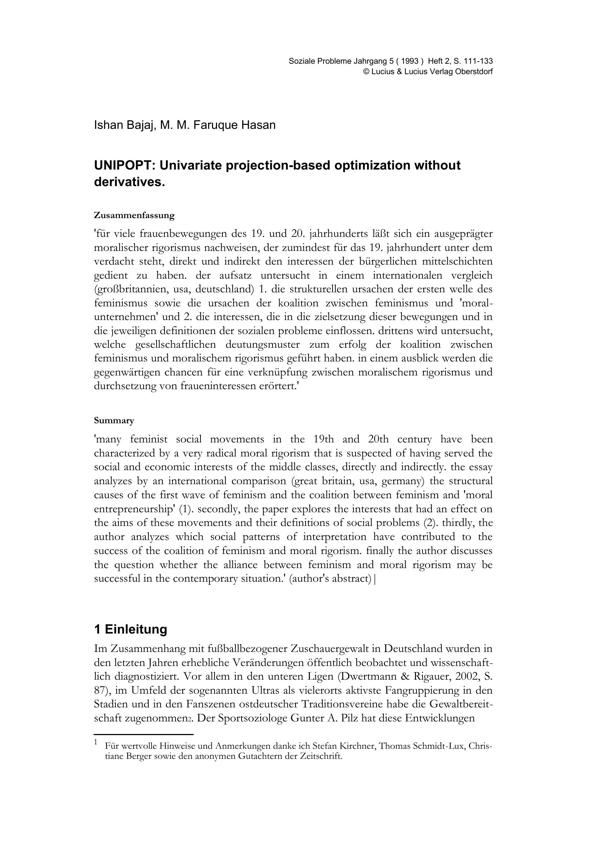 Soziale Probleme Jahrgang 5 ( 1993 ) Heft 2, S. 111-133
© Lucius & Lucius Verlag Oberstdorf
Ishan Bajaj, M. M. Faruque Hasan
UNIPOPT: Univariate projection-based optimization without
derivatives.
Zusammenfassung
'für viele frauenbewegungen des 19. und 20. jahrhunderts läßt sich ein ausgeprägter
moralischer rigorismus nachweisen, der zumindest für das 19. jahrhundert unter dem
verdacht steht, direkt und indirekt den interessen der bürgerlichen mittelschichten
gedient zu haben. der aufsatz untersucht in einem internationalen vergleich
(großbritannien, usa, deutschland) 1. die strukturellen ursachen der ersten welle des
feminismus sowie die ursachen der koalition zwischen feminismus und 'moral-
unternehmen' und 2. die interessen, die in die zielsetzung dieser bewegungen und in
die jeweiligen definitionen der sozialen probleme einflossen. drittens wird untersucht,
welche gesellschaftlichen deutungsmuster zum erfolg der koalition zwischen
feminismus und moralischem rigorismus geführt haben. in einem ausblick werden die
gegenwärtigen chancen für eine verknüpfung zwischen moralischem rigorismus und
durchsetzung von fraueninteressen erörtert.'
Summary
'many feminist social movements in the 19th and 20th century have been
characterized by a very radical moral rigorism that is suspected of having served the
social and economic interests of the middle classes, directly and indirectly. the essay
analyzes by an international comparison (great britain, usa, germany) the structural
causes of the first wave of feminism and the coalition between feminism and 'moral
entrepreneurship' (1). secondly, the paper explores the interests that had an effect on
the aims of these movements and their definitions of social problems (2). thirdly, the
author analyzes which social patterns of interpretation have contributed to the
success of the coalition of feminism and moral rigorism. finally the author discusses
the question whether the alliance between feminism and moral rigorism may be
successful in the contemporary situation.' (author's abstract)|
1 Einleitung
Im Zusammenhang mit fußballbezogener Zuschauergewalt in Deutschland wurden in
den letzten Jahren erhebliche Veränderungen öffentlich beobachtet und wissenschaft-
lich diagnostiziert. Vor allem in den unteren Ligen (Dwertmann & Rigauer, 2002, S.
87), im Umfeld der sogenannten Ultras als vielerorts aktivste Fangruppierung in den
Stadien und in den Fanszenen ostdeutscher Traditionsvereine habe die Gewaltbereit-
schaft zugenommen2. Der Sportsoziologe Gunter A. Pilz hat diese Entwicklungen
1 Für wertvolle Hinweise und Anmerkungen danke ich Stefan Kirchner, Thomas Schmidt-Lux, Chris-
tiane Berger sowie den anonymen Gutachtern der Zeitschrift.